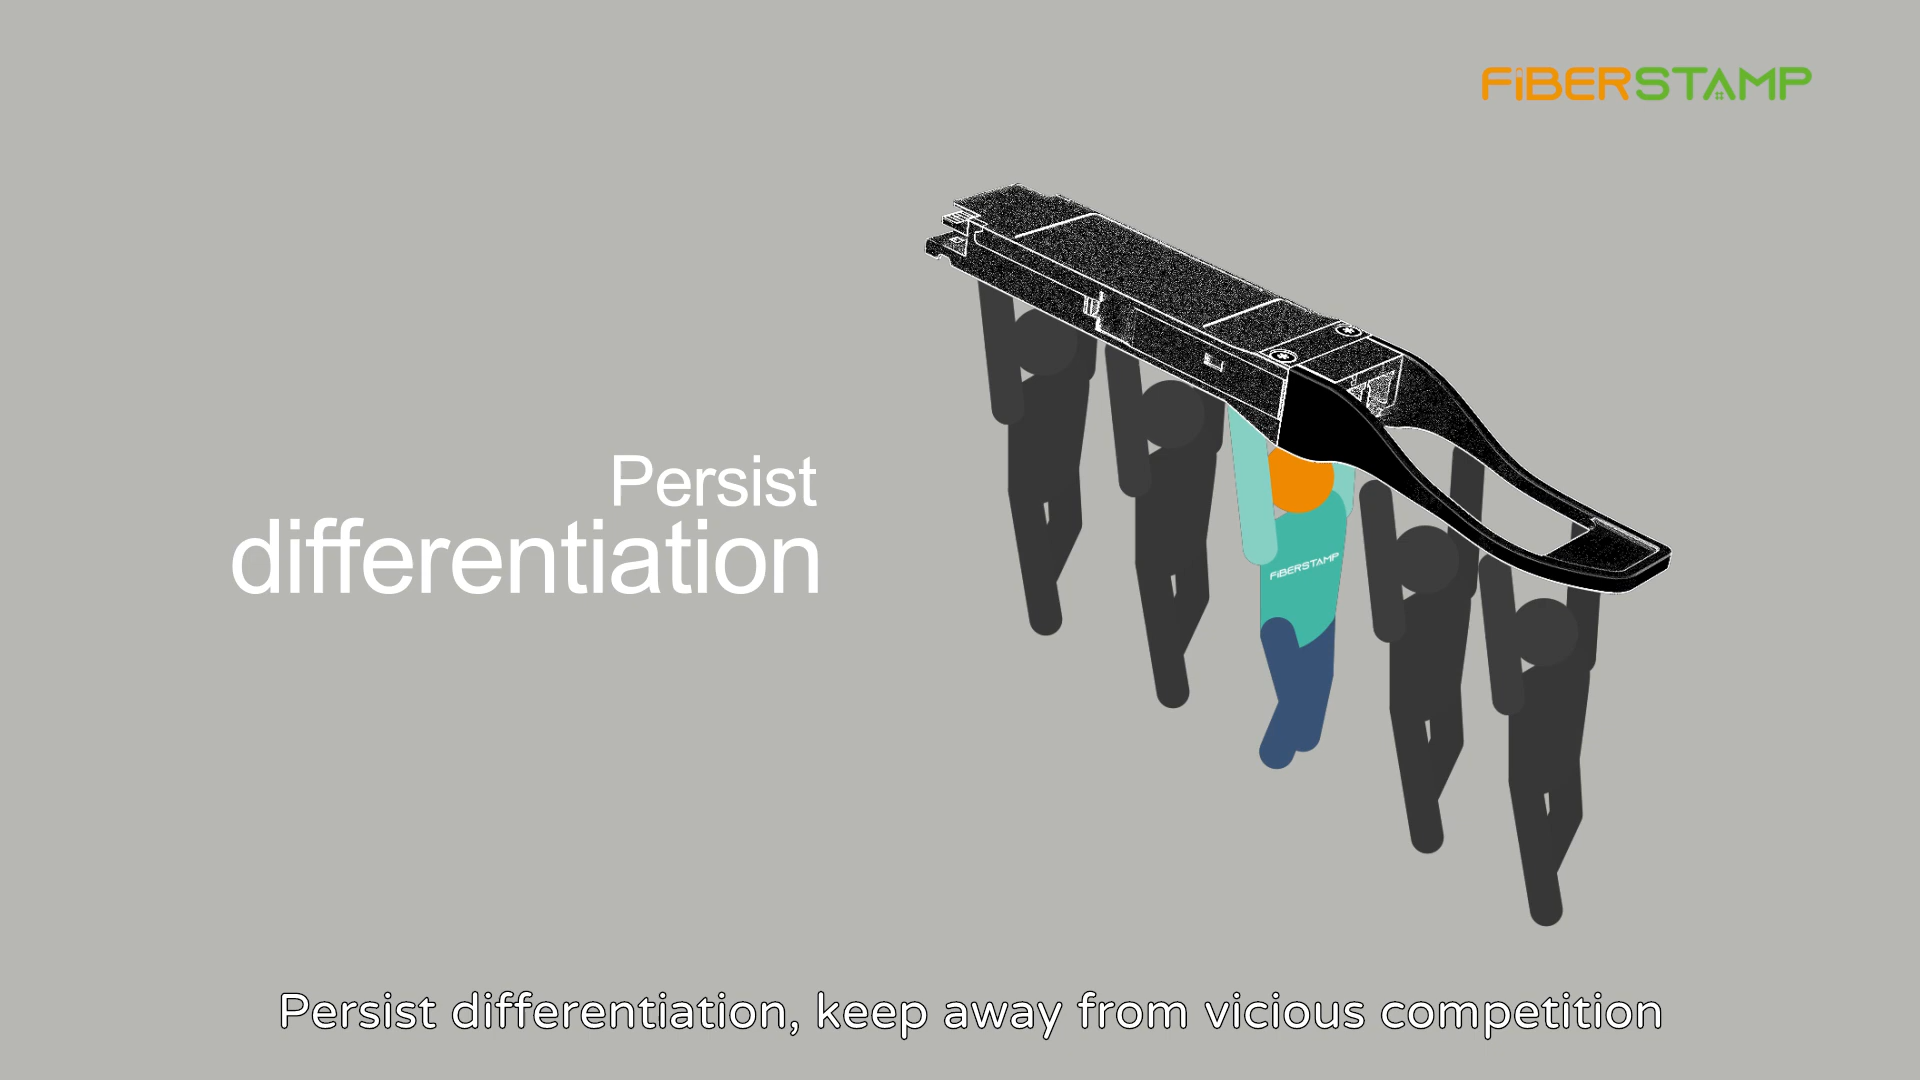 FiBERSTAMP
Persist
differentiation
FiBERSTAMP
Persist differentiation, keep away from vicious competition